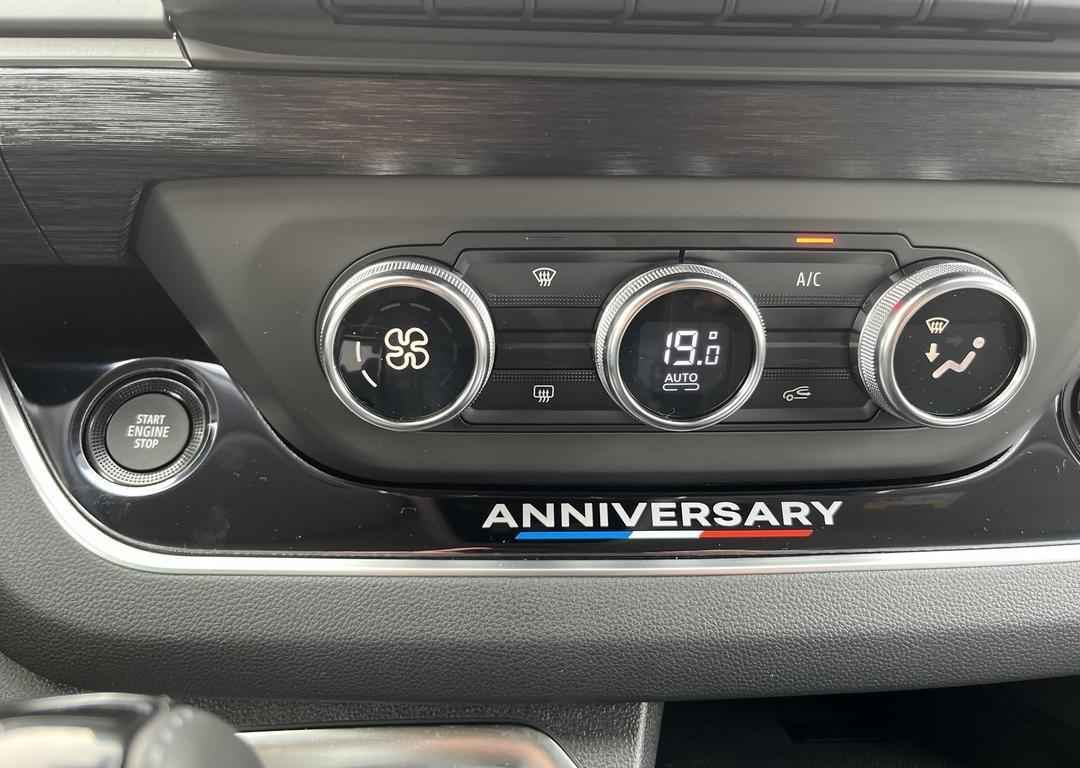 A/C
19.0
AUTO
START
ENGINE
STOP
ANNIVERSARY